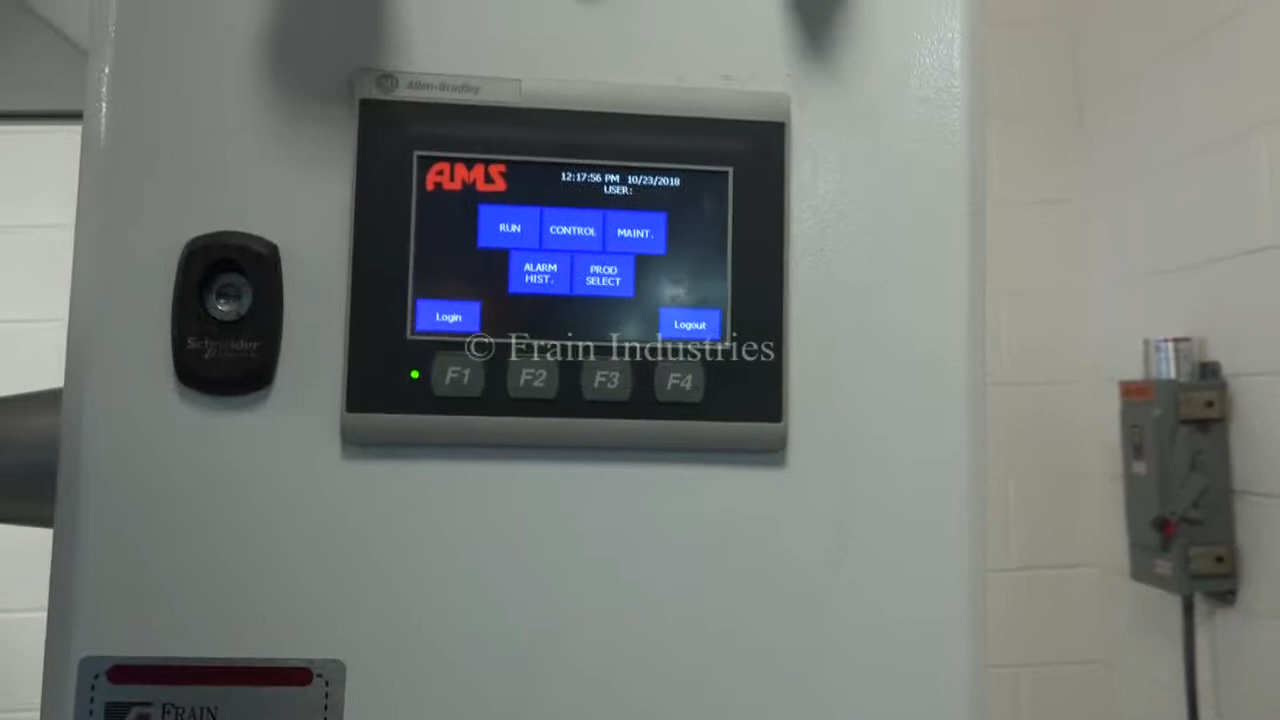 Allen-Bradley
AMS
12:17:56 PM 10/23/2018
USER:
RUN
CONTROL
MAINT.
ALARM
HIST.
PROD
SELECT
Login
Logout
© Frain Industries
F1
F2
F3
F4
Schneider
Electric
FRAIN